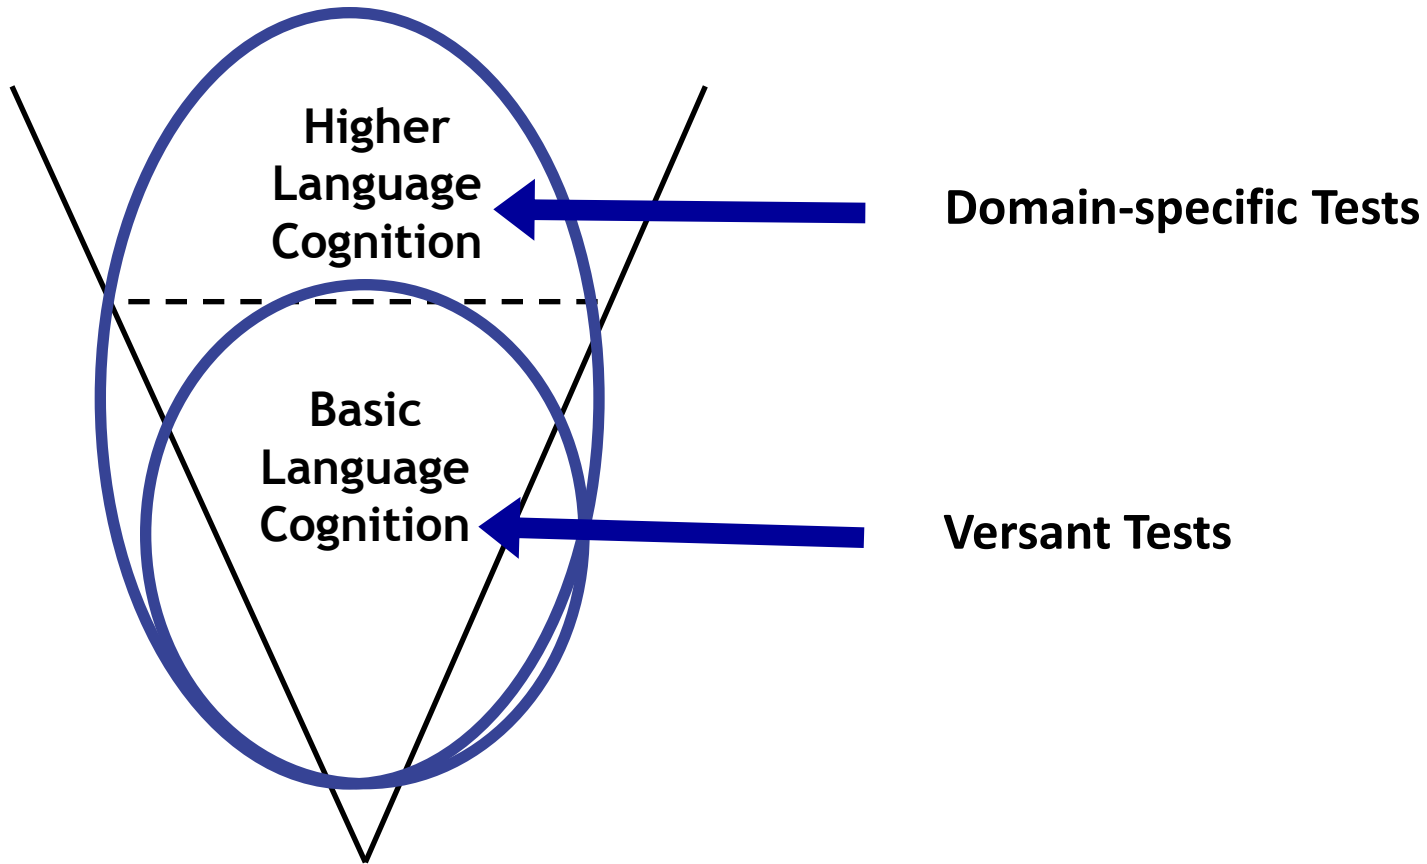 Higher
Language
Cognition
Domain-specific Tests
Basic
Language
Cognition
Versant Tests